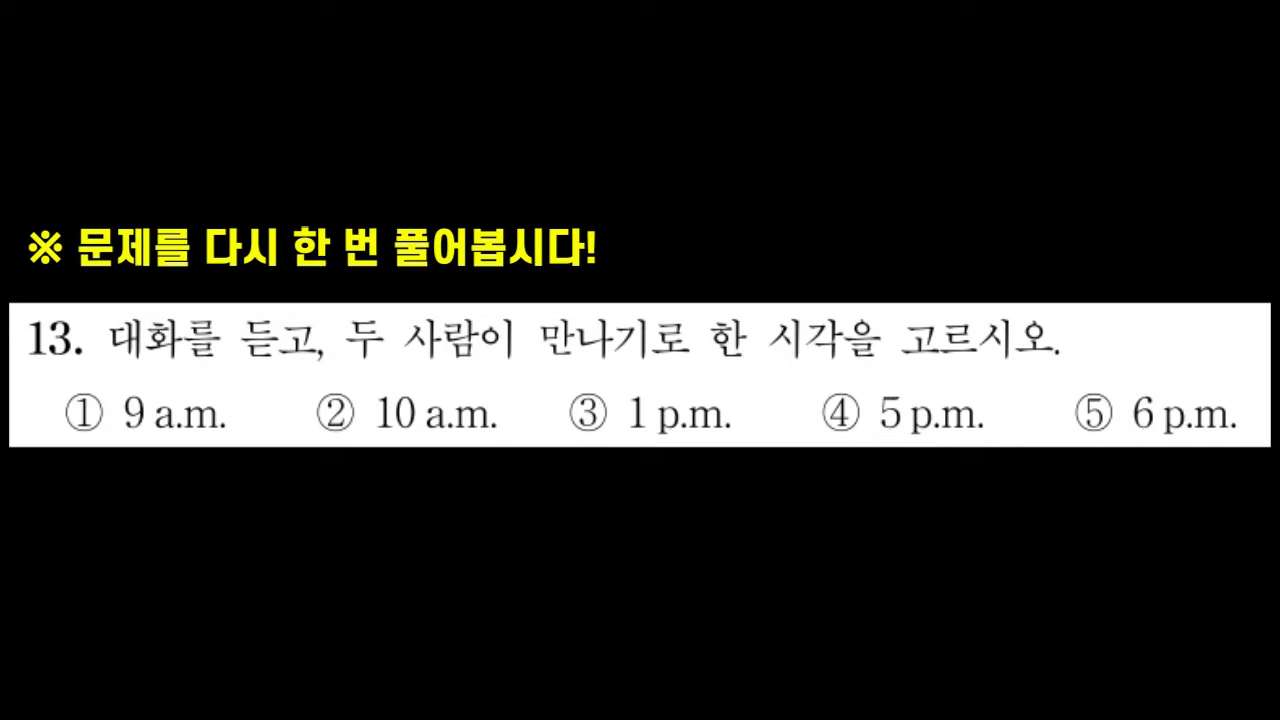 ※ 문제를 다시 한 번 풀어봅시다!
13. 대화를 듣고, 두 사람이 만나기로 한 시각을 고르시오.
① 9 a.m. ② 10 a.m. ③ 1 p.m. ④ 5 p.m. ⑤ 6 p.m.